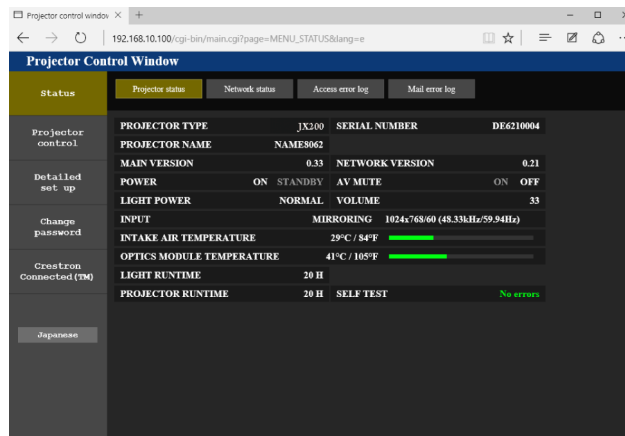 Projector control window
192.168.10.100/cgi-bin/main.cgi?page=MENU_STATUS&lang=e
Projector Control Window
Status
Projector status
Network status
Access error log
Mail error log
Projector control
Detailed set up
Change password
Crestron Connected(TM)
Japanese
PROJECTOR TYPE JX200 SERIAL NUMBER DE6210004
PROJECTOR NAME NAME8062
MAIN VERSION 0.33 NETWORK VERSION 0.21
POWER ON STANDBY AV MUTE ON OFF
LIGHT POWER NORMAL VOLUME 33
INPUT MIRRORING 1024x768/60 (48.33kHz/59.94Hz)
INTAKE AIR TEMPERATURE 29°C / 84°F
OPTICS MODULE TEMPERATURE 41°C / 105°F
LIGHT RUNTIME 20 H
PROJECTOR RUNTIME 20 H SELF TEST No errors